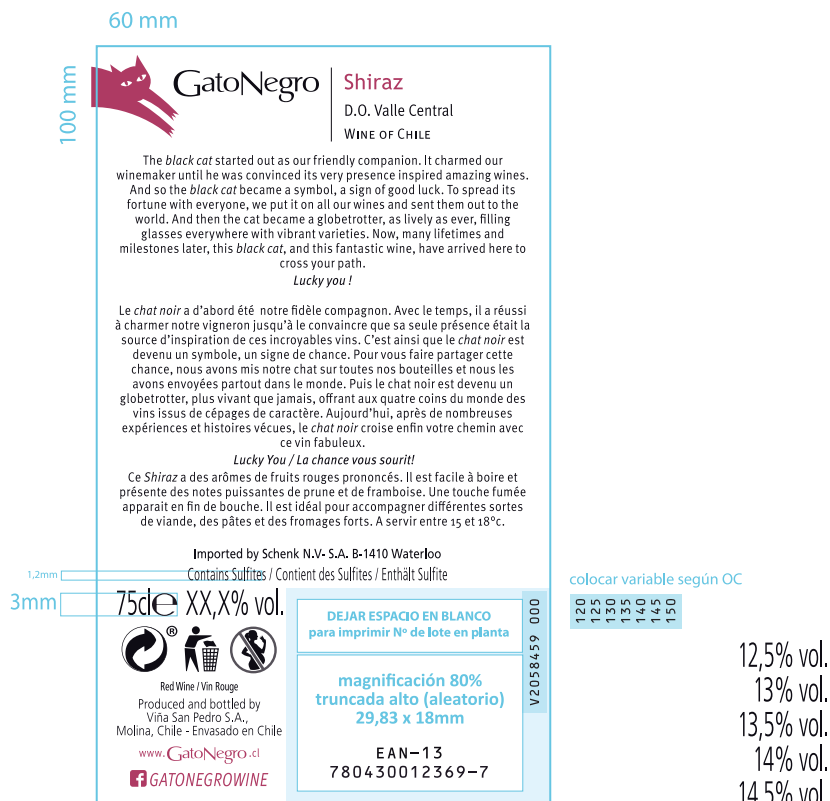 60 mm
100 mm
GatoNegro
Shiraz
D.O. Valle Central
WINE OF CHILE
The black cat started out as our friendly companion. It charmed our
winemaker until he was convinced its very presence inspired amazing wines.
And so the black cat became a symbol, a sign of good luck. To spread its
fortune with everyone, we put it on all our wines and sent them out to the
world. And then the cat became a globetrotter, as lively as ever, filling
glasses everywhere with vibrant varieties. Now, many lifetimes and
milestones later, this black cat, and this fantastic wine, have arrived here to
cross your path.
Lucky you !
Le chat noir a d'abord été notre fidèle compagnon. Avec le temps, il a réussi
à charmer notre vigneron jusqu'à le convaincre que sa seule présence était la
source d'inspiration de ces incroyables vins. C'est ainsi que le chat noir est
devenu un symbole, un signe de chance. Pour vous faire partager cette
chance, nous avons mis notre chat sur toutes nos bouteilles et nous les
avons envoyées partout dans le monde. Puis le chat noir est devenu un
globetrotter, plus vivant que jamais, offrant aux quatre coins du monde des
vins issus de cépages de caractère. Aujourd'hui, après de nombreuses
expériences et histoires vécues, le chat noir croise enfin votre chemin avec
ce vin fabuleux.
Lucky You / La chance vous sourit!
Ce Shiraz a des arômes de fruits rouges prononcés. Il est facile à boire et
présente des notes puissantes de prune et de framboise. Une touche fumée
apparait en fin de bouche. Il est idéal pour accompagner différentes sortes
de viande, des pâtes et des fromages forts. A servir entre 15 et 18°c.
Imported by Schenk N.V- S.A. B-1410 Waterloo
1,2mm
Contains Sulfites / Contient des Sulfites / Enthält Sulfite
3mm
75cl e XX,X% vol.
®
Red Wine / Vin Rouge
Produced and bottled by
Viña San Pedro S.A.,
Molina, Chile - Envasado en Chile
www.GatoNegro.cl
f GATONEGROWINE
DEJAR ESPACIO EN BLANCO
para imprimir Nº de lote en planta
magnificación 80%
truncada alto (aleatorio)
29,83 x 18mm
EAN-13
780430012369-7
V2058459 000
colocar variable según OC
120
125
130
135
140
145
150
12,5% vol.
13% vol.
13,5% vol.
14% vol.
14,5% vol.